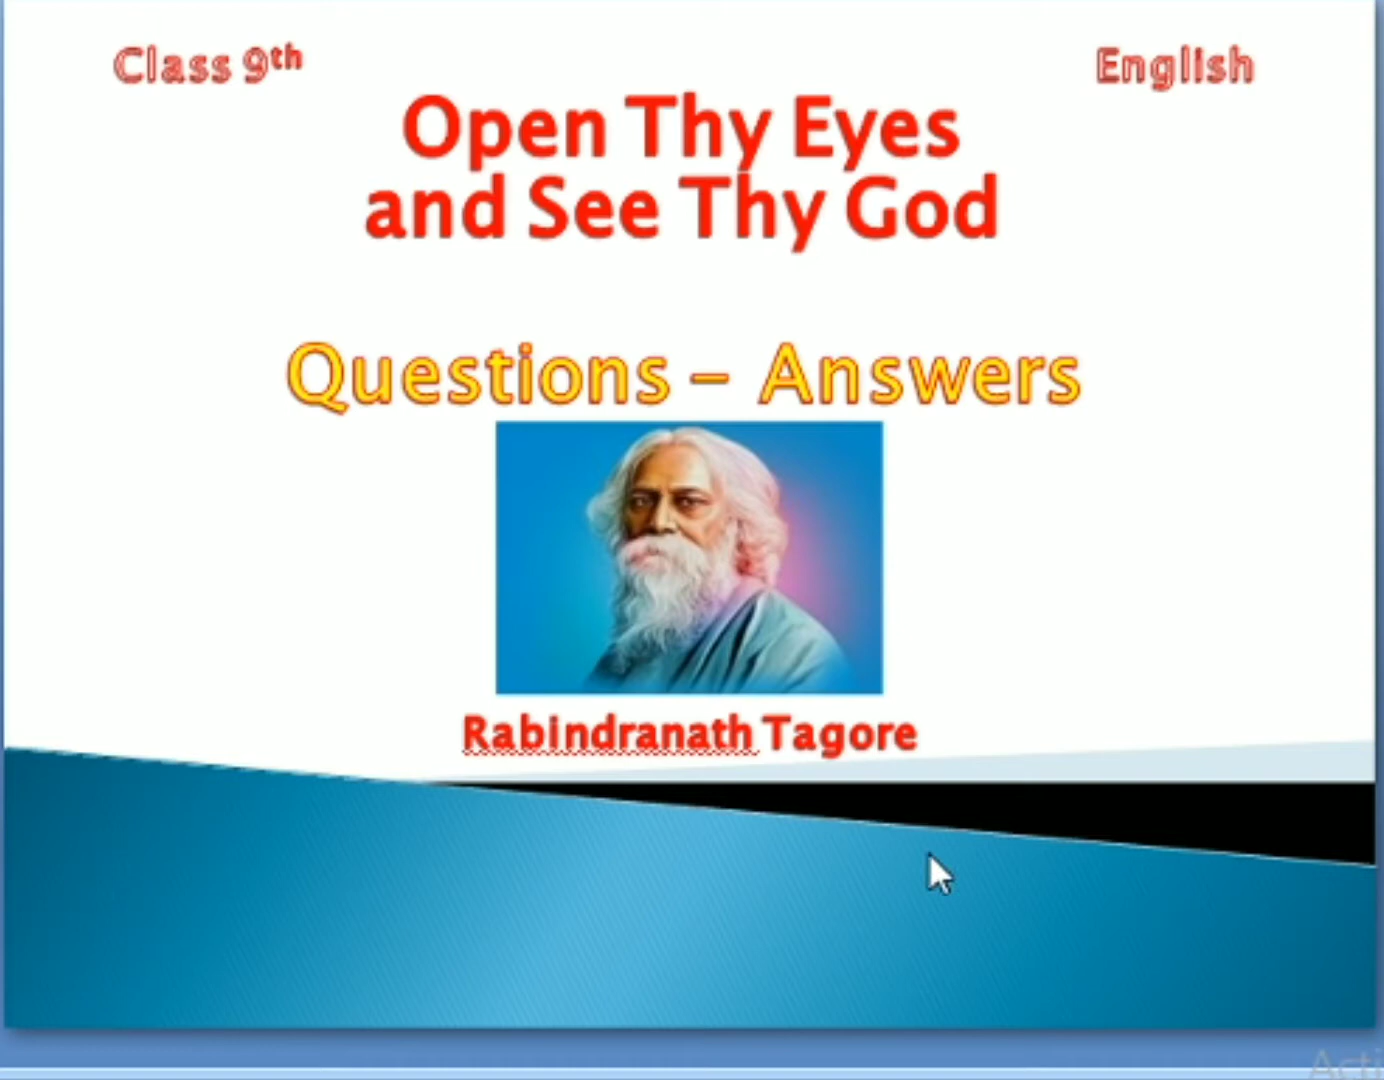 Class 9th
English
Open Thy Eyes
and See Thy God
Questions – Answers
Rabindranath Tagore